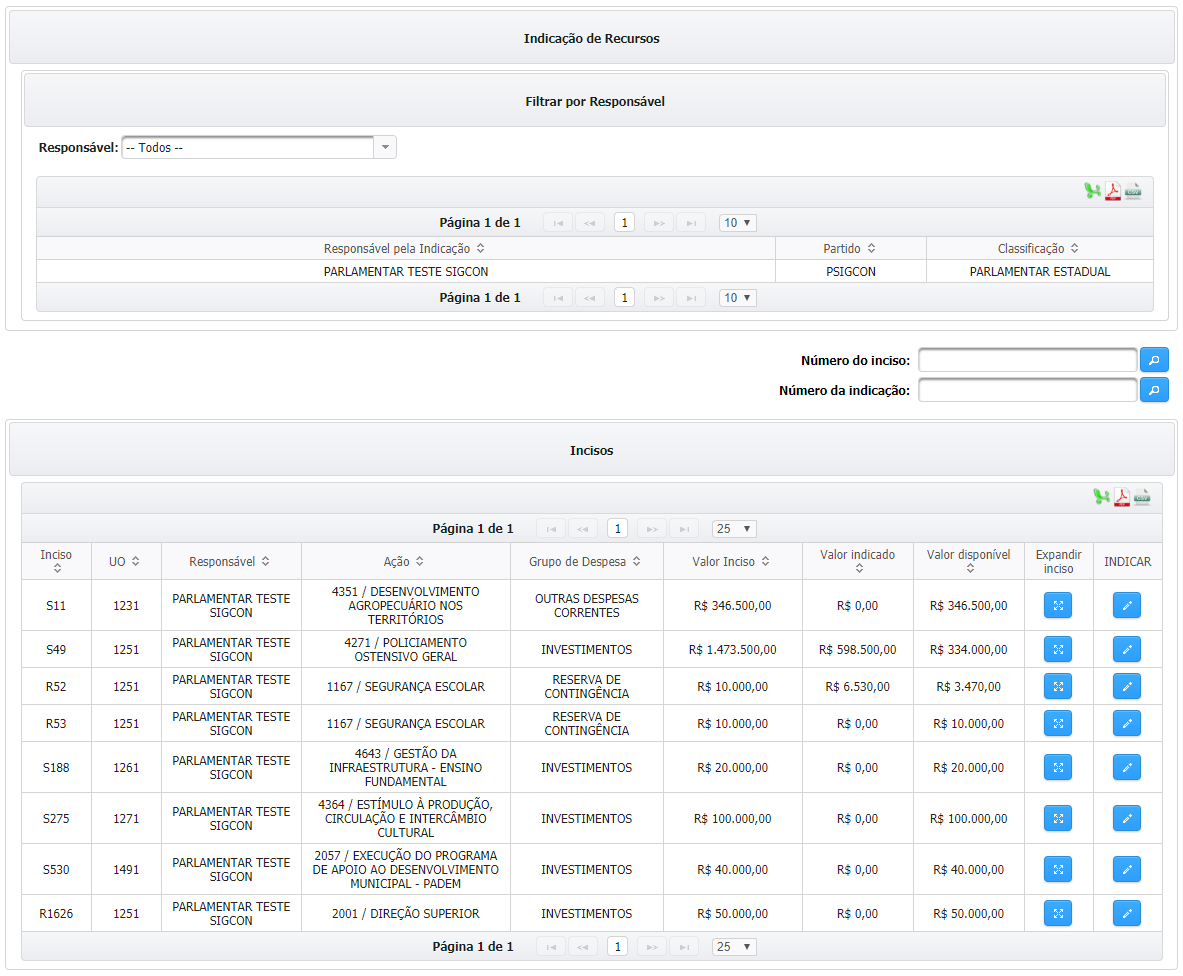 Indicação de Recursos
Filtrar por Responsável
Responsável: -- Todos --
Página 1 de 1 1 10
Responsável pela Indicação Partido Classificação
PARLAMENTAR TESTE SIGCON PSIGCON PARLAMENTAR ESTADUAL
Página 1 de 1 1 10
Número do inciso:
Número da indicação:
Incisos
Página 1 de 1 1 25
Inciso UO Responsável Ação Grupo de Despesa Valor Inciso Valor indicado Valor disponível Expandir inciso INDICAR
S11 1231 PARLAMENTAR TESTE SIGCON 4351 / DESENVOLVIMENTO AGROPECUÁRIO NOS TERRITÓRIOS OUTRAS DESPESAS CORRENTES R$ 346.500,00 R$ 0,00 R$ 346.500,00
S49 1251 PARLAMENTAR TESTE SIGCON 4271 / POLICIAMENTO OSTENSIVO GERAL INVESTIMENTOS R$ 1.473.500,00 R$ 598.500,00 R$ 334.000,00
R52 1251 PARLAMENTAR TESTE SIGCON 1167 / SEGURANÇA ESCOLAR RESERVA DE CONTINGÊNCIA R$ 10.000,00 R$ 6.530,00 R$ 3.470,00
R53 1251 PARLAMENTAR TESTE SIGCON 1167 / SEGURANÇA ESCOLAR RESERVA DE CONTINGÊNCIA R$ 10.000,00 R$ 0,00 R$ 10.000,00
S188 1261 PARLAMENTAR TESTE SIGCON 4643 / GESTÃO DA INFRAESTRUTURA - ENSINO FUNDAMENTAL INVESTIMENTOS R$ 20.000,00 R$ 0,00 R$ 20.000,00
S275 1271 PARLAMENTAR TESTE SIGCON 4364 / ESTÍMULO À PRODUÇÃO, CIRCULAÇÃO E INTERCÂMBIO CULTURAL INVESTIMENTOS R$ 100.000,00 R$ 0,00 R$ 100.000,00
S530 1491 PARLAMENTAR TESTE SIGCON 2057 / EXECUÇÃO DO PROGRAMA DE APOIO AO DESENVOLVIMENTO MUNICIPAL - PADEM INVESTIMENTOS R$ 40.000,00 R$ 0,00 R$ 40.000,00
R1626 1251 PARLAMENTAR TESTE SIGCON 2001 / DIREÇÃO SUPERIOR INVESTIMENTOS R$ 50.000,00 R$ 0,00 R$ 50.000,00
Página 1 de 1 1 25